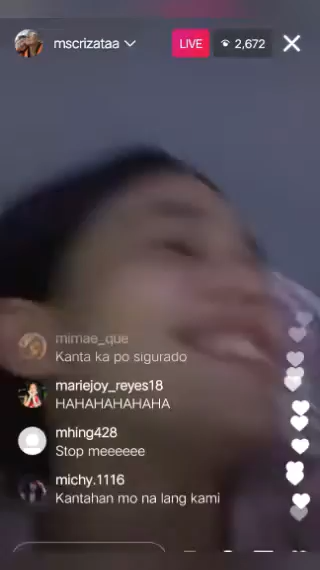 mscrizataa
LIVE
2,672
mimae_que
Kanta ka po sigurado
mariejoy_reyes18
HAHAHAHAHAHA
mhing428
Stop meeeeee
michy.1116
Kantahan mo na lang kami